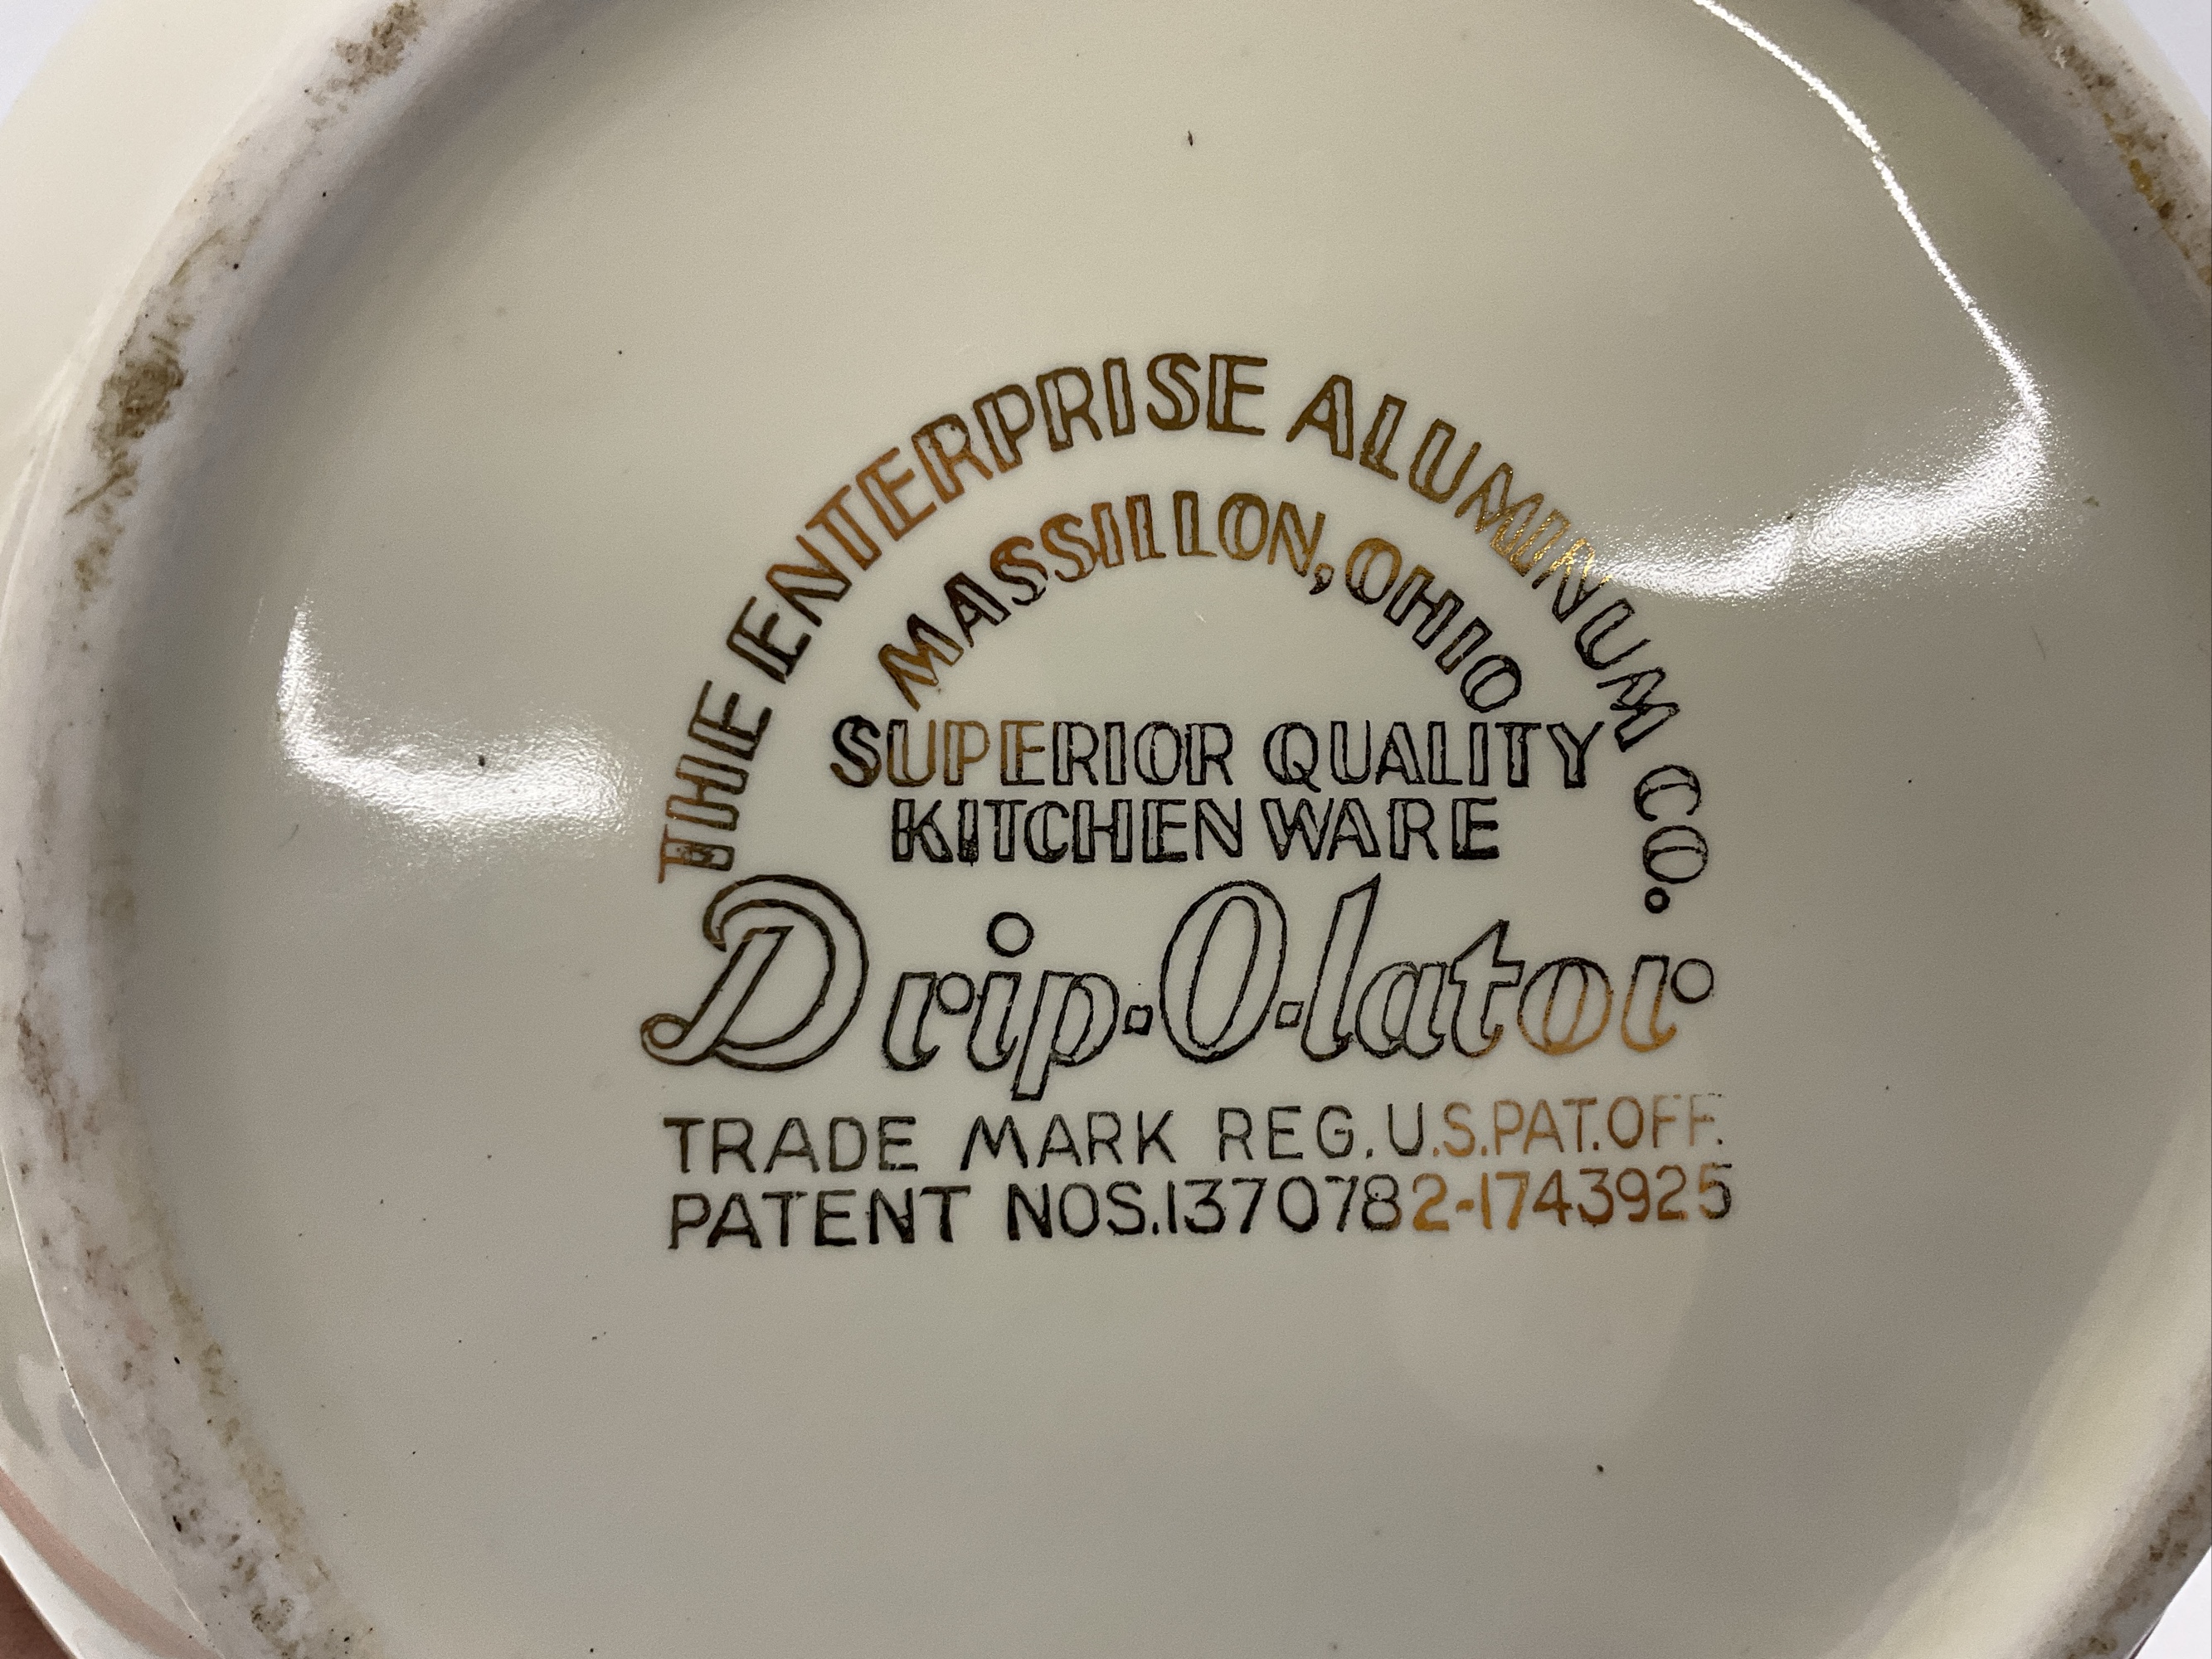 THE ENTERPRISE ALUMINUM CO.
MASSILLON, OHIO
SUPERIOR QUALITY
KITCHEN WARE
Drip-O-lator
TRADE MARK REG.U.S.PAT.OFF.
PATENT NOS.1370782-1743925